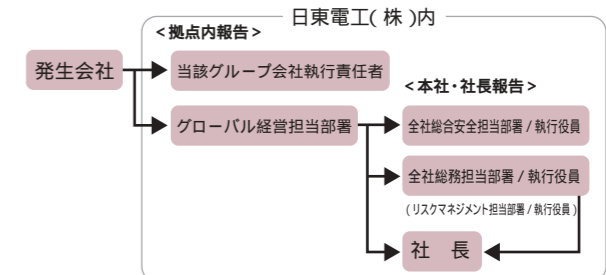 日東電工(株)内
<拠点内報告>
発生会社
当該グループ会社執行責任者
<本社・社長報告>
グローバル経営担当部署
全社総合安全担当部署/執行役員
全社総務担当部署/執行役員
(リスクマネジメント担当部署/執行役員)
社 長